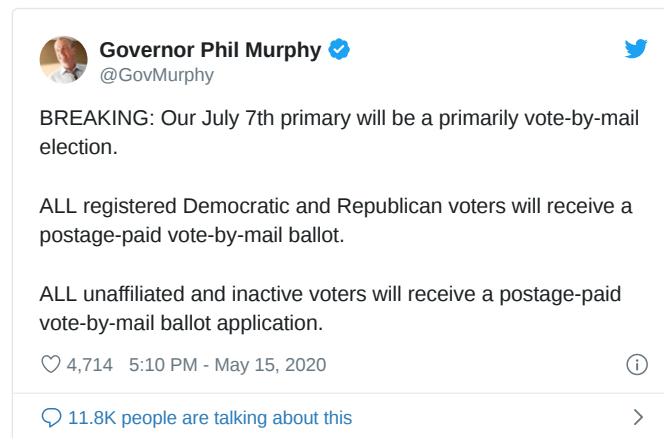 Governor Phil Murphy
@GovMurphy
BREAKING: Our July 7th primary will be a primarily vote-by-mail
election.
ALL registered Democratic and Republican voters will receive a
postage-paid vote-by-mail ballot.
ALL unaffiliated and inactive voters will receive a postage-paid
vote-by-mail ballot application.
4,714 5:10 PM - May 15, 2020
11.8K people are talking about this